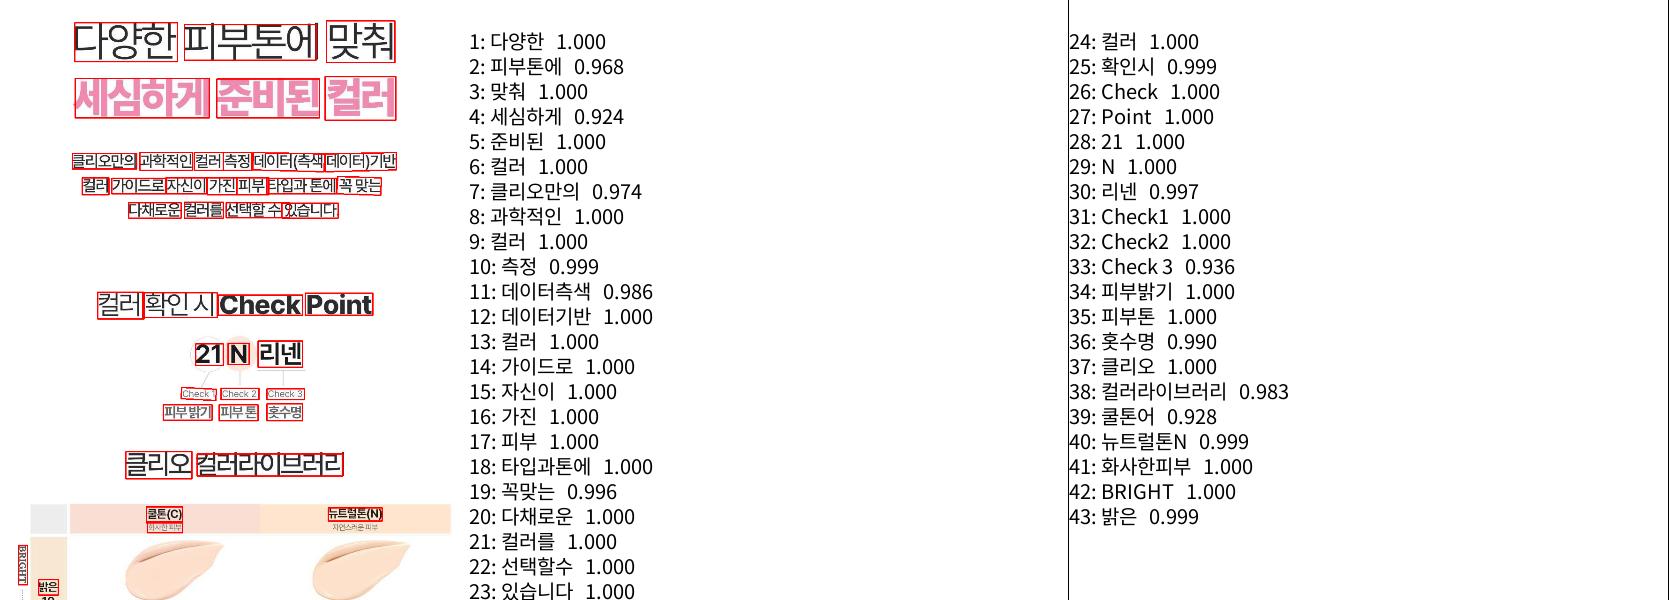 다양한 피부톤에 맞춰
세심하게 준비된 컬러
클리오만의 과학적인 컬러 측정 데이터(측색 데이터)기반
컬러 가이드로 자신이 가진 피부 타입과 톤에 꼭 맞는
다채로운 컬러를 선택할 수 있습니다.
컬러 확인 시 Check Point
21 N 리넨
Check 1 Check 2 Check 3
피부 밝기 피부 톤 홋수명
클리오 컬러라이브러리
쿨톤(C) 뉴트럴톤(N)
화사한 피부 자연스러운 피부
BRIGHT
밝은
1: 다양한 1.000
2: 피부톤에 0.968
3: 맞춰 1.000
4: 세심하게 0.924
5: 준비된 1.000
6: 컬러 1.000
7: 클리오만의 0.974
8: 과학적인 1.000
9: 컬러 1.000
10: 측정 0.999
11: 데이터측색 0.986
12: 데이터기반 1.000
13: 컬러 1.000
14: 가이드로 1.000
15: 자신이 1.000
16: 가진 1.000
17: 피부 1.000
18: 타입과톤에 1.000
19: 꼭맞는 0.996
20: 다채로운 1.000
21: 컬러를 1.000
22: 선택할수 1.000
23: 있습니다 1.000
24: 컬러 1.000
25: 확인시 0.999
26: Check 1.000
27: Point 1.000
28: 21 1.000
29: N 1.000
30: 리넨 0.997
31: Check1 1.000
32: Check2 1.000
33: Check 3 0.936
34: 피부밝기 1.000
35: 피부톤 1.000
36: 홋수명 0.990
37: 클리오 1.000
38: 컬러라이브러리 0.983
39: 쿨톤어 0.928
40: 뉴트럴톤N 0.999
41: 화사한피부 1.000
42: BRIGHT 1.000
43: 밝은 0.999